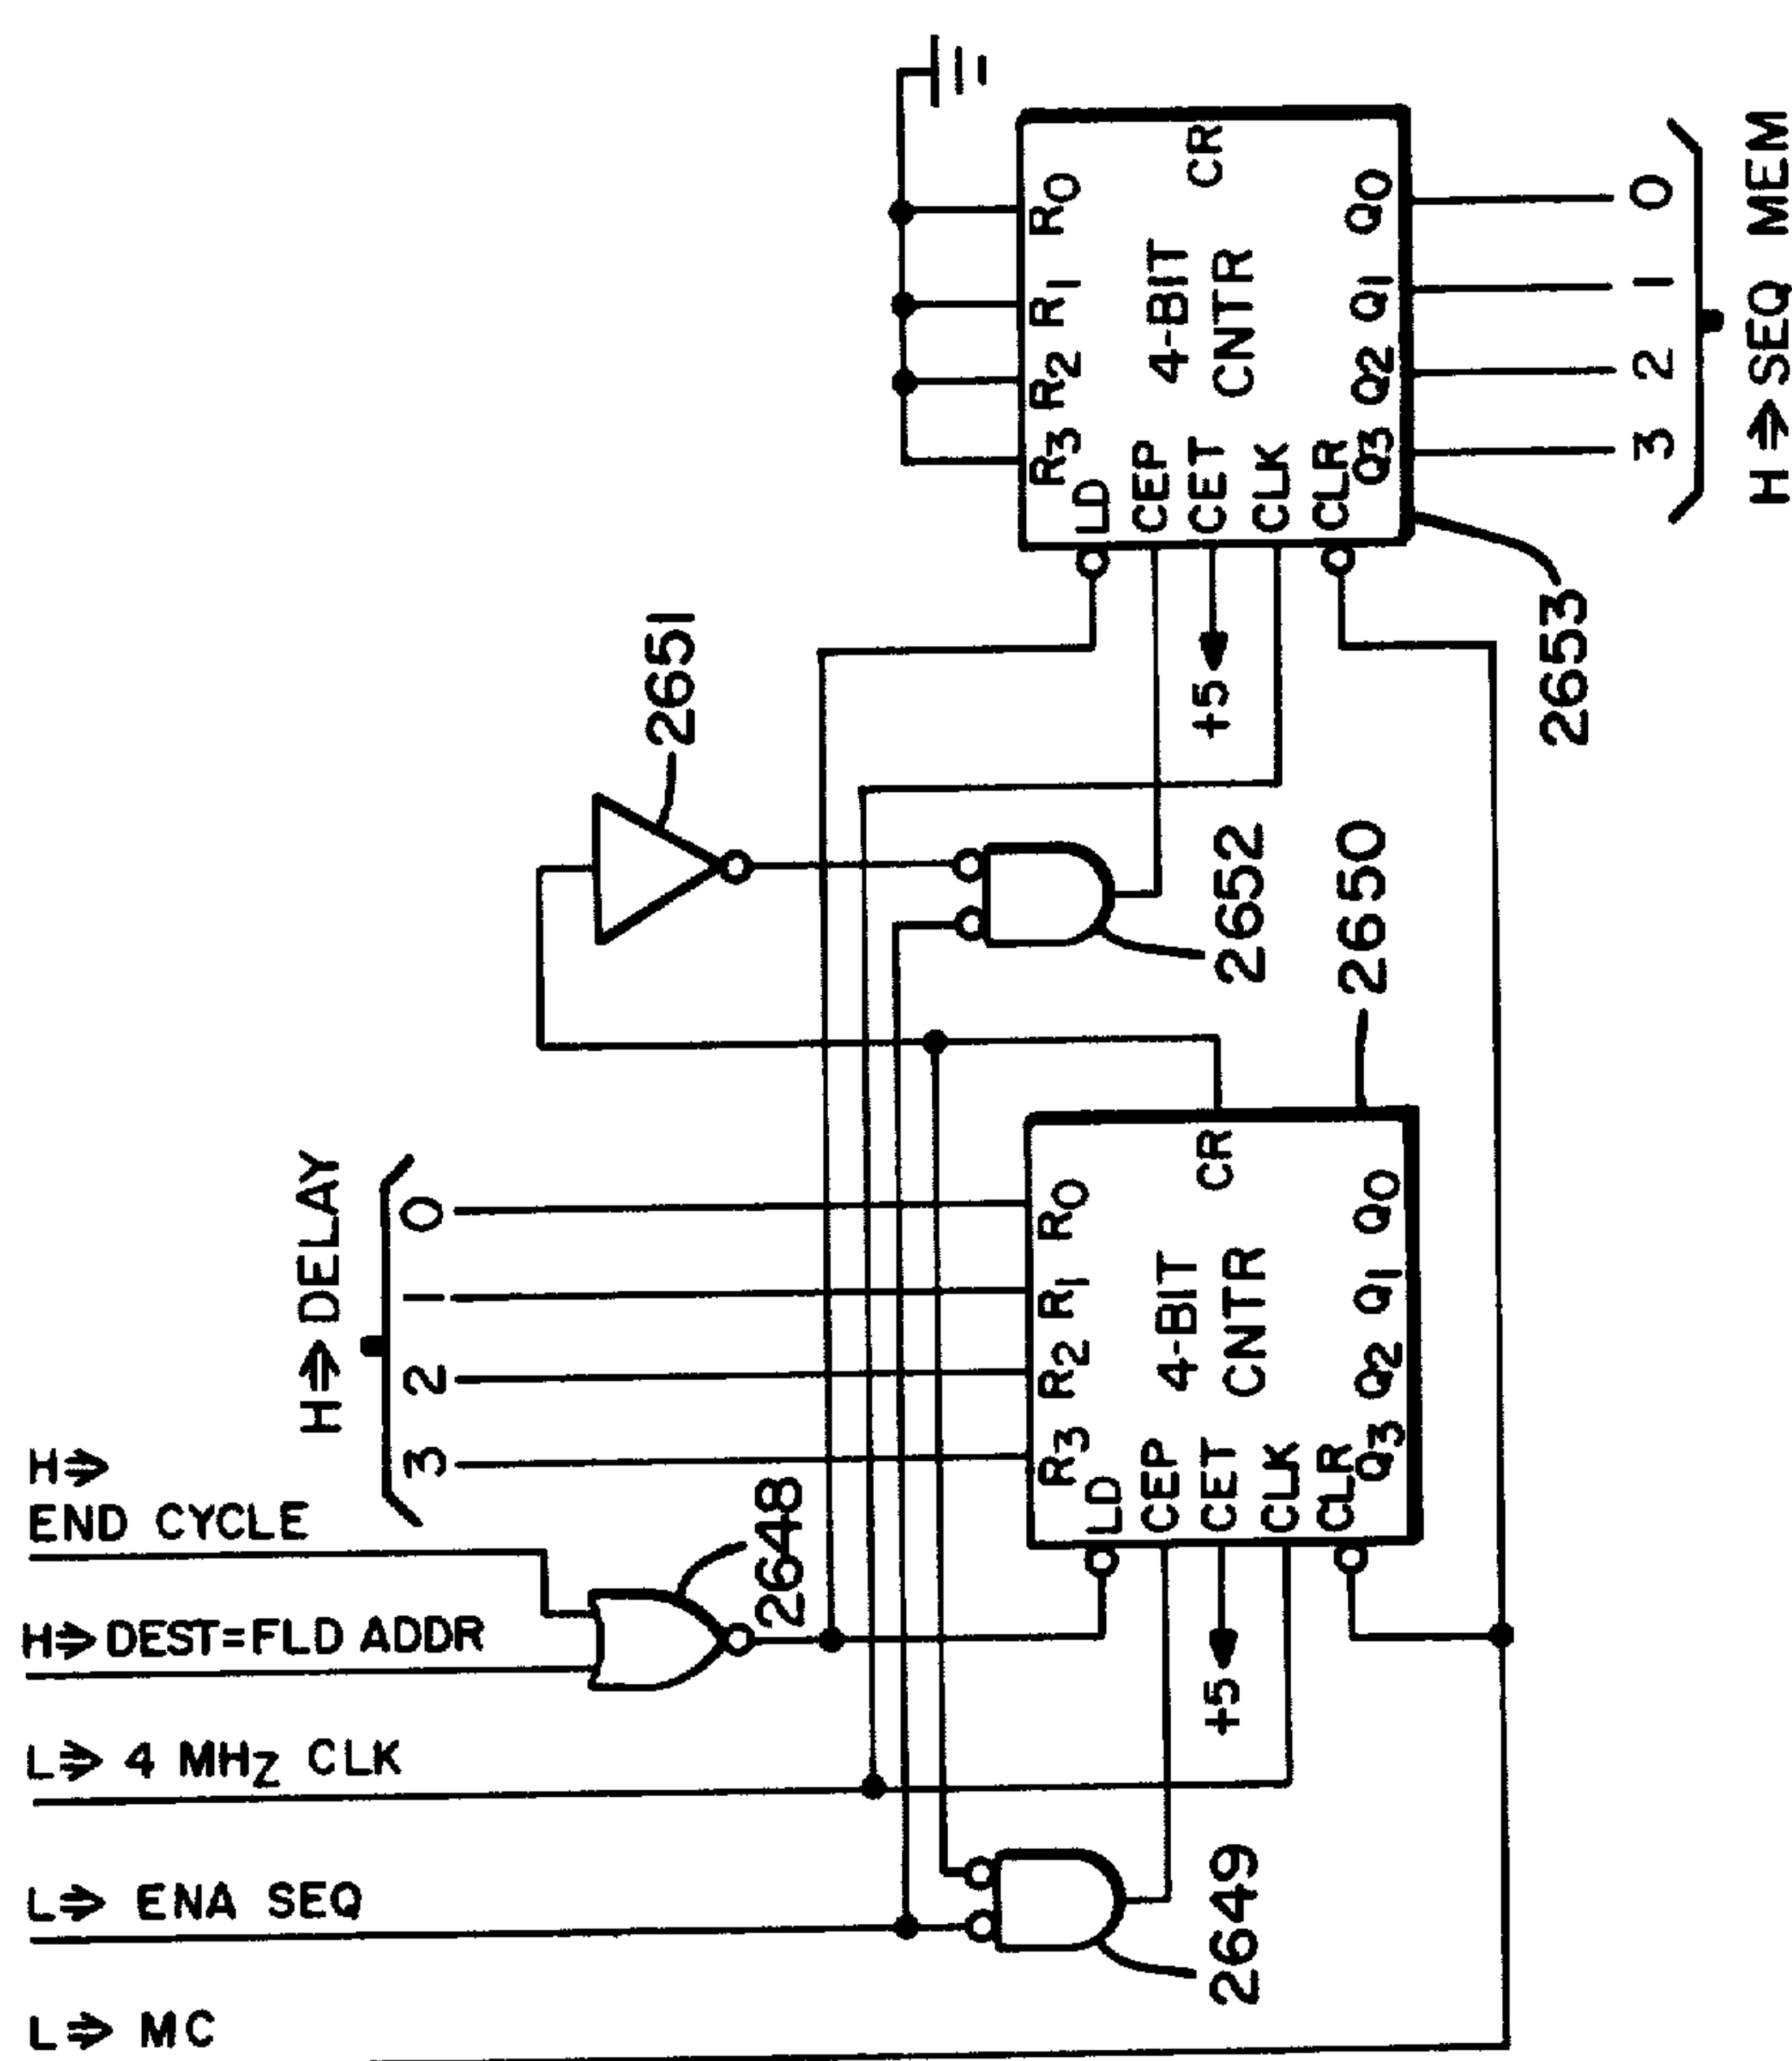 H⇒
END CYCLE
H⇒ DEST=FLD ADDR
L⇒ 4 MHZ CLK
L⇒ ENA SEQ
L⇒ MC
H⇒DELAY
3 2 1 0
2648
2649
R3 R2 R1 R0
LD
CEP 4-BIT
CET CNTR CR
CLK
CLR
Q3 Q2 Q1 Q0
+5
2650
2651
2652
R3 R2 R1 R0
LD
CEP 4-BIT
CET CNTR CR
CLK
CLR
Q3 Q2 Q1 Q0
+5
2653
3 2 1 0
H⇒SEQ MEM